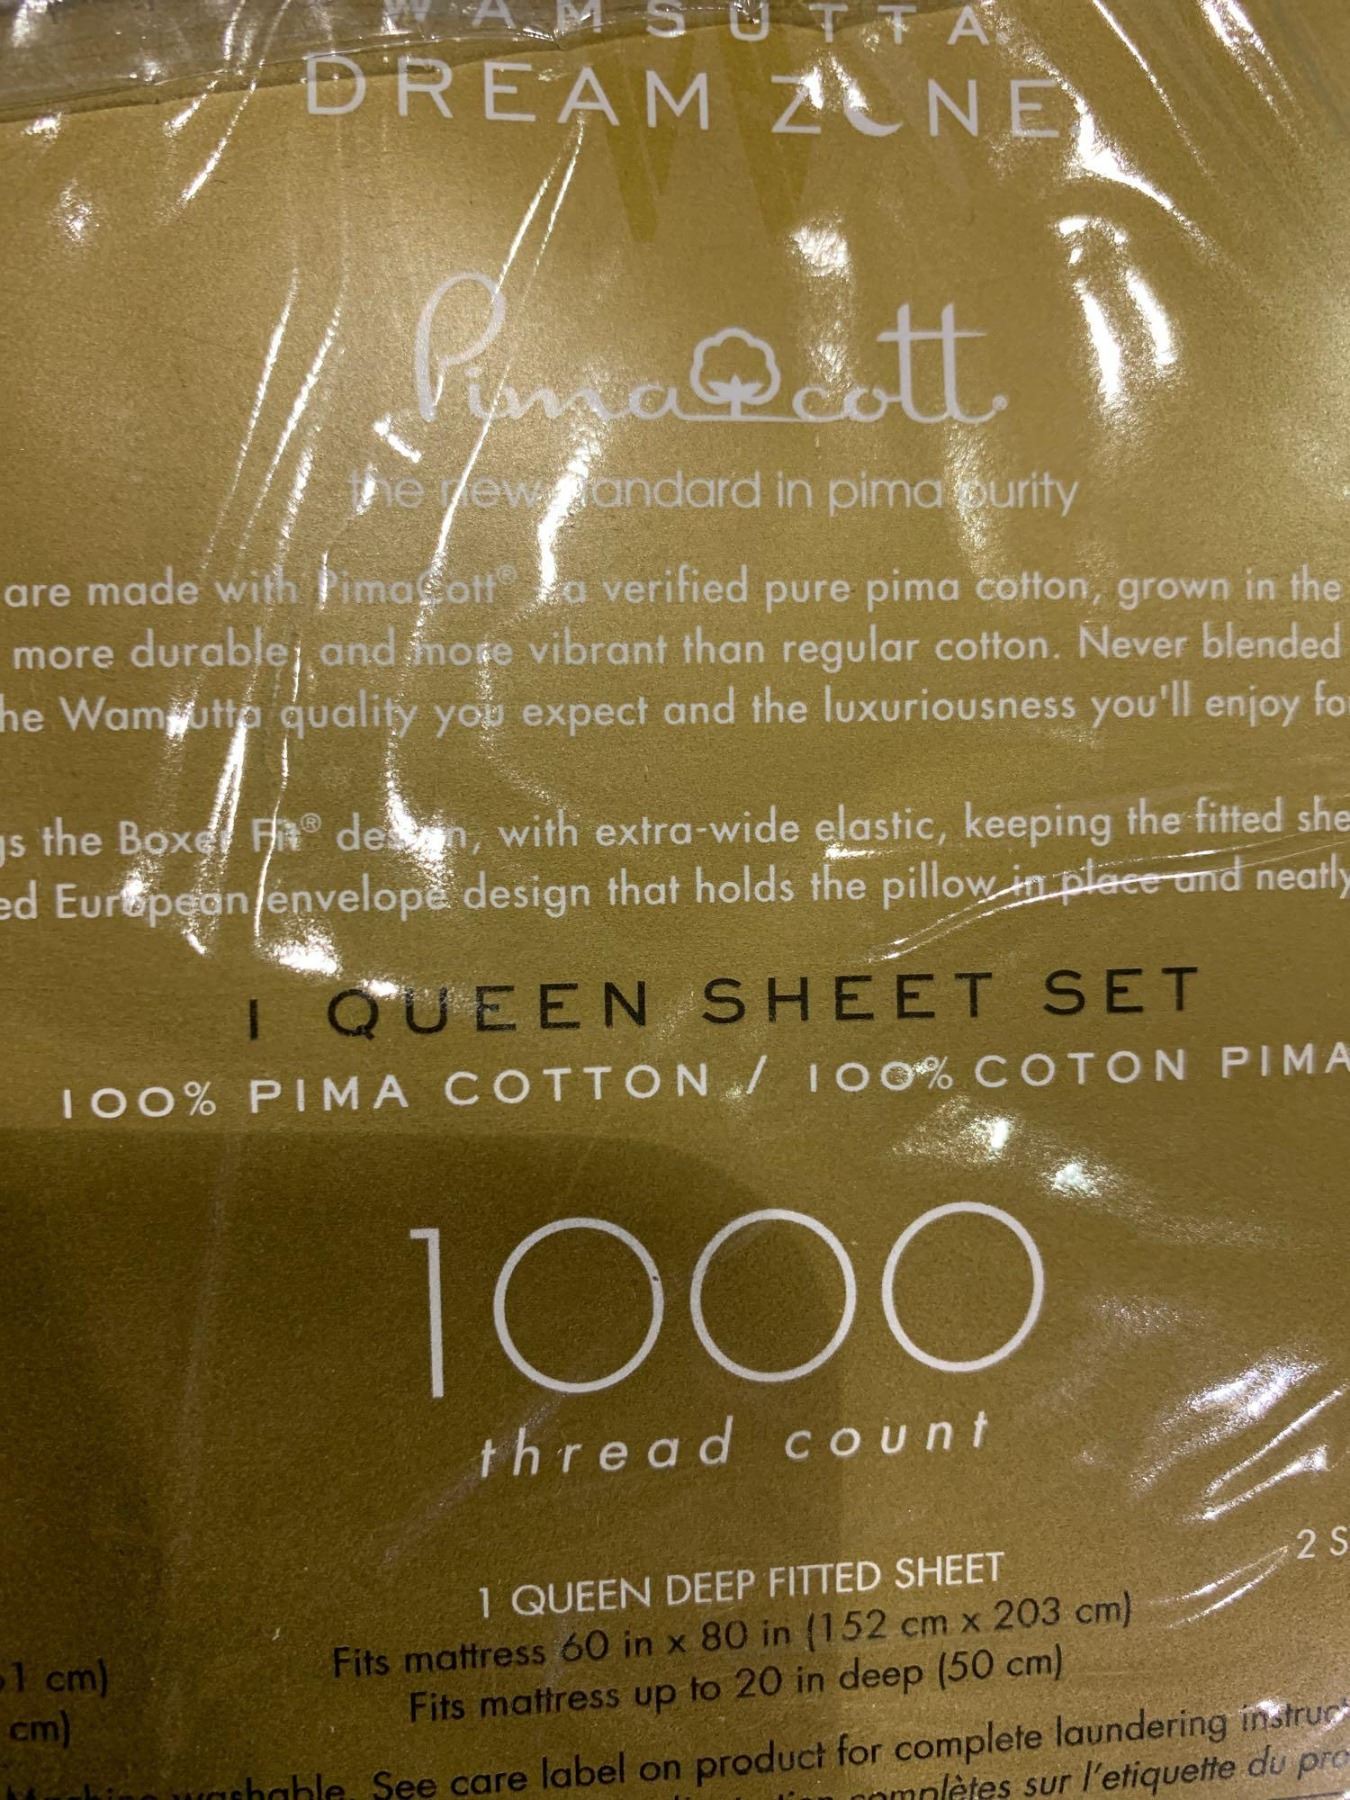 WAMSUTTA
DREAM ZONE
PimaCott
the new standard in pima purity
are made with PimaCott® a verified pure pima cotton, grown in the
more durable, and more vibrant than regular cotton. Never blended
he Wamsutta quality you expect and the luxuriousness you'll enjoy fo
gs the Boxer Fit® design, with extra-wide elastic, keeping the fitted she
ed European envelope design that holds the pillow in place and neatly
1 QUEEN SHEET SET
100% PIMA COTTON / 100% COTON PIMA
1000
thread count
2 S
1 QUEEN DEEP FITTED SHEET
Fits mattress 60 in x 80 in (152 cm x 203 cm)
1 cm)
Fits mattress up to 20 in deep (50 cm)
cm)
Machine washable. See care label on product for complete laundering instruct
complètes sur l'etiquette du pro